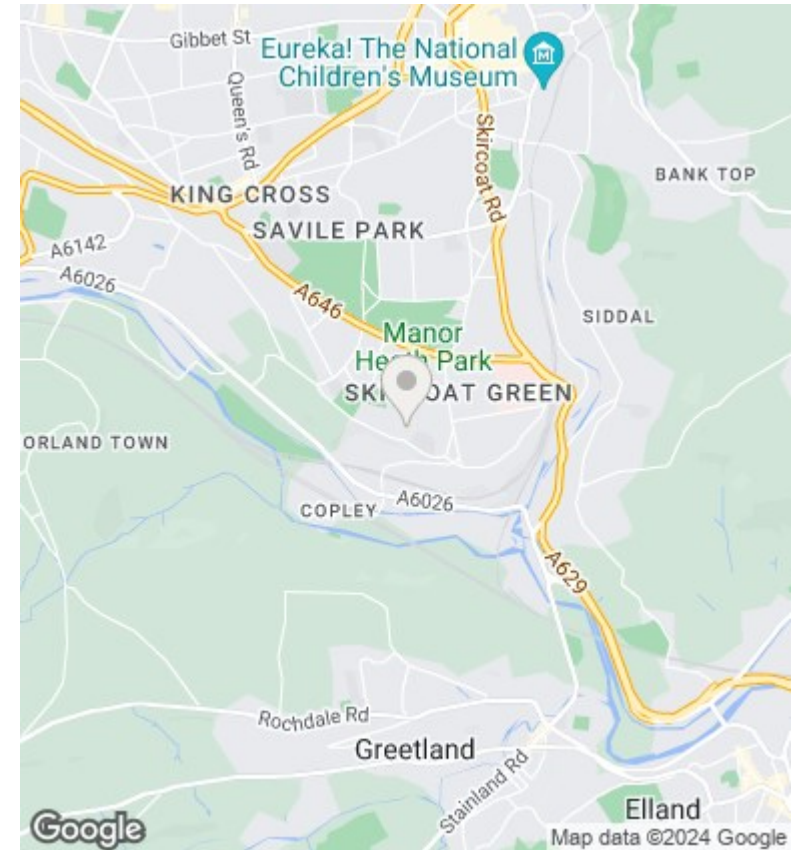 Gibbet St
Eureka! The National
Children's Museum
Queen's Rd
Skircoat Rd
BANK TOP
KING CROSS
SAVILE PARK
A6142
A6026
A646
SIDDAL
Manor
Heath Park
GREEN
TOWN
COPLEY
A6026
A629
Rochdale Rd
Greetland
Stainland Rd
Elland
Google
Map data ©2024 Google